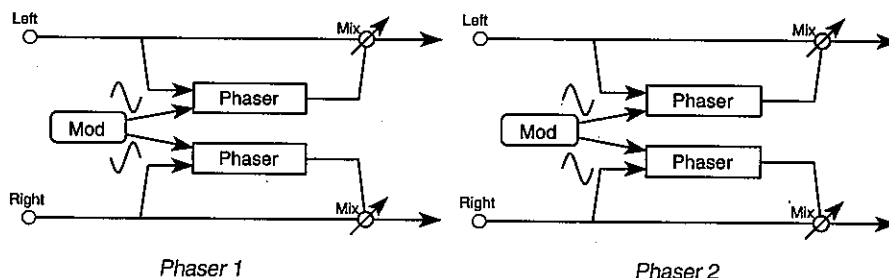 Left
Mix
Phaser
Mod
Phaser
Right
Mix
Phaser 1
Left
Mix
Phaser
Mod
Phaser
Right
Mix
Phaser 2